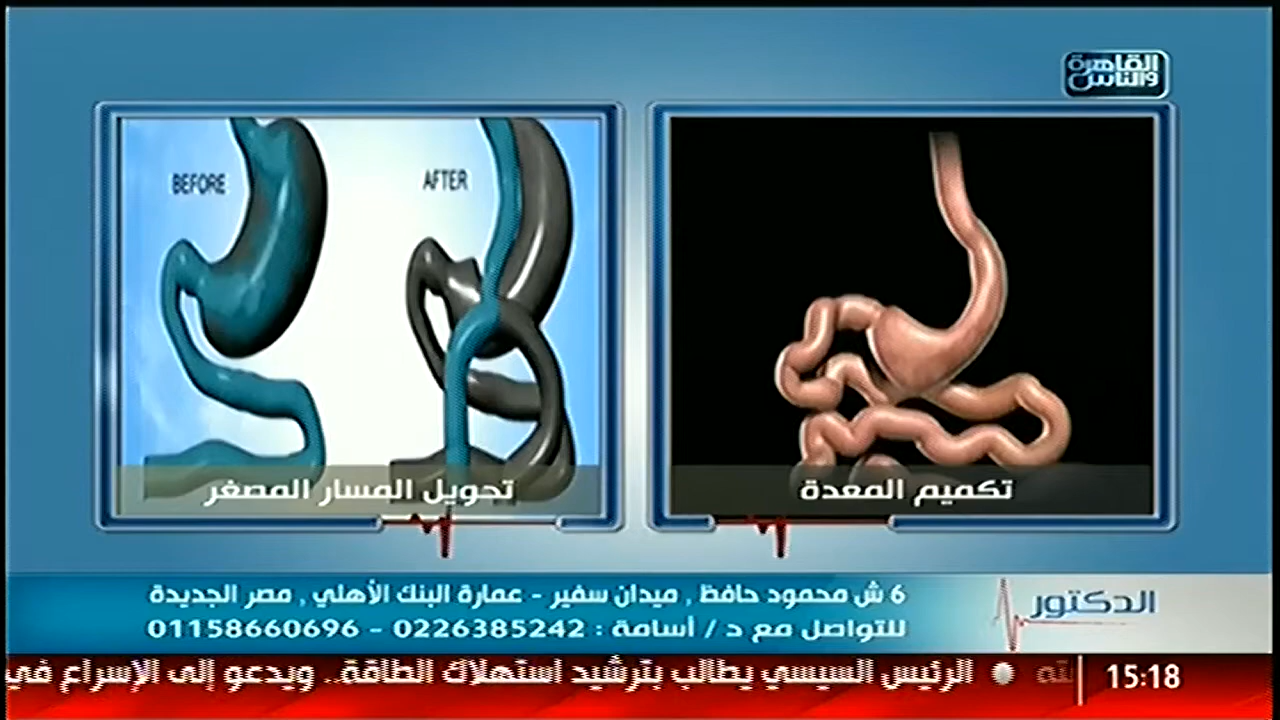 القاهرة
والناس
BEFORE
AFTER
تحويل المسار المصغر
تكميم المعدة
الدكتور
6 ش محمود حافظ , ميدان سفير - عمارة البنك الأهلي , مصر الجديدة
للتواصل مع د / أسامة : 0226385242 - 01158660696
15:18
الرئيس السيسي يطالب بترشيد استهلاك الطاقة.. ويدعو إلى الإسراع في